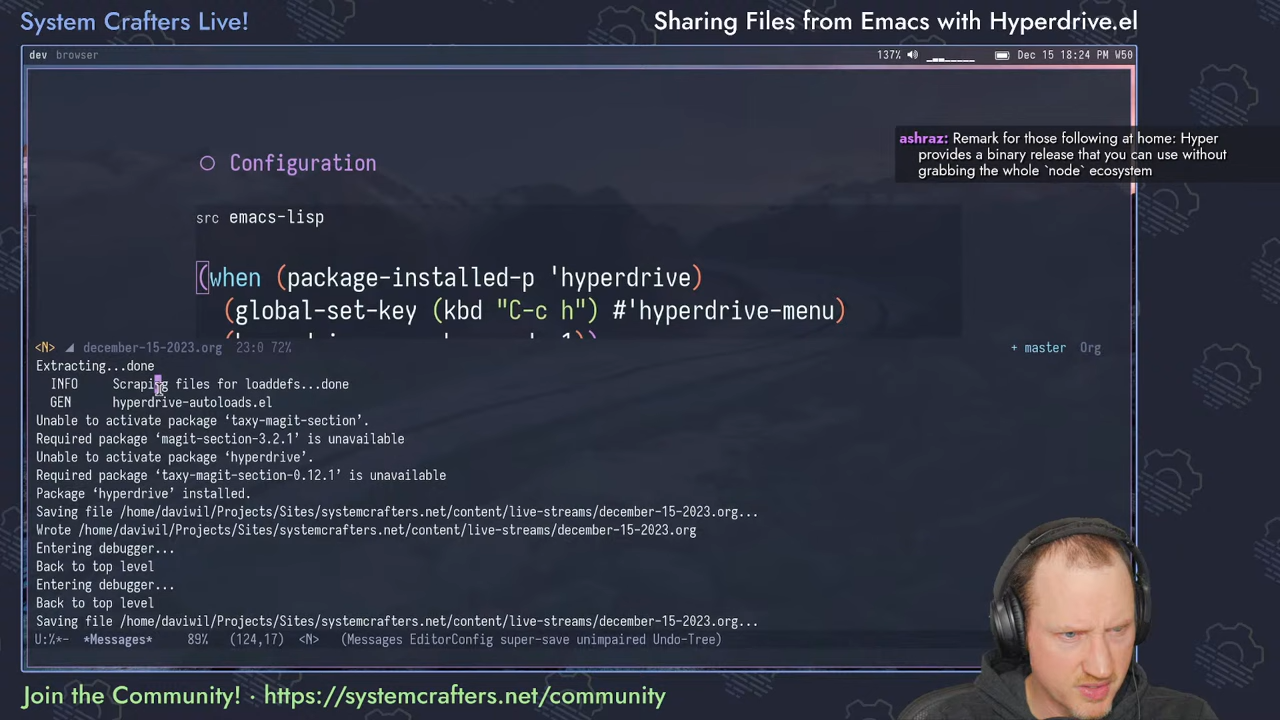 System Crafters Live!
Sharing Files from Emacs with Hyperdrive.el
dev browser
137% Dec 15 18:24 PM W50
ashraz: Remark for those following at home: Hyper
provides a binary release that you can use without
grabbing the whole `node` ecosystem
Configuration
src emacs-lisp
(when (package-installed-p 'hyperdrive)
(global-set-key (kbd "C-c h") #'hyperdrive-menu)
<N> december-15-2023.org 23:0 72% + master Org
Extracting...done
INFO Scraping files for loaddefs...done
GEN hyperdrive-autoloads.el
Unable to activate package ‘taxy-magit-section’.
Required package ‘magit-section-3.2.1’ is unavailable
Unable to activate package ‘hyperdrive’.
Required package ‘taxy-magit-section-0.12.1’ is unavailable
Package ‘hyperdrive’ installed.
Saving file /home/daviwil/Projects/Sites/systemcrafters.net/content/live-streams/december-15-2023.org...
Wrote /home/daviwil/Projects/Sites/systemcrafters.net/content/live-streams/december-15-2023.org
Entering debugger...
Back to top level
Entering debugger...
Back to top level
Saving file /home/daviwil/Projects/Sites/systemcrafters.net/content/live-streams/december-15-2023.org...
U:%*- *Messages* 89% (124,17) <N> (Messages EditorConfig super-save unimpaired Undo-Tree)
Join the Community! · https://systemcrafters.net/community